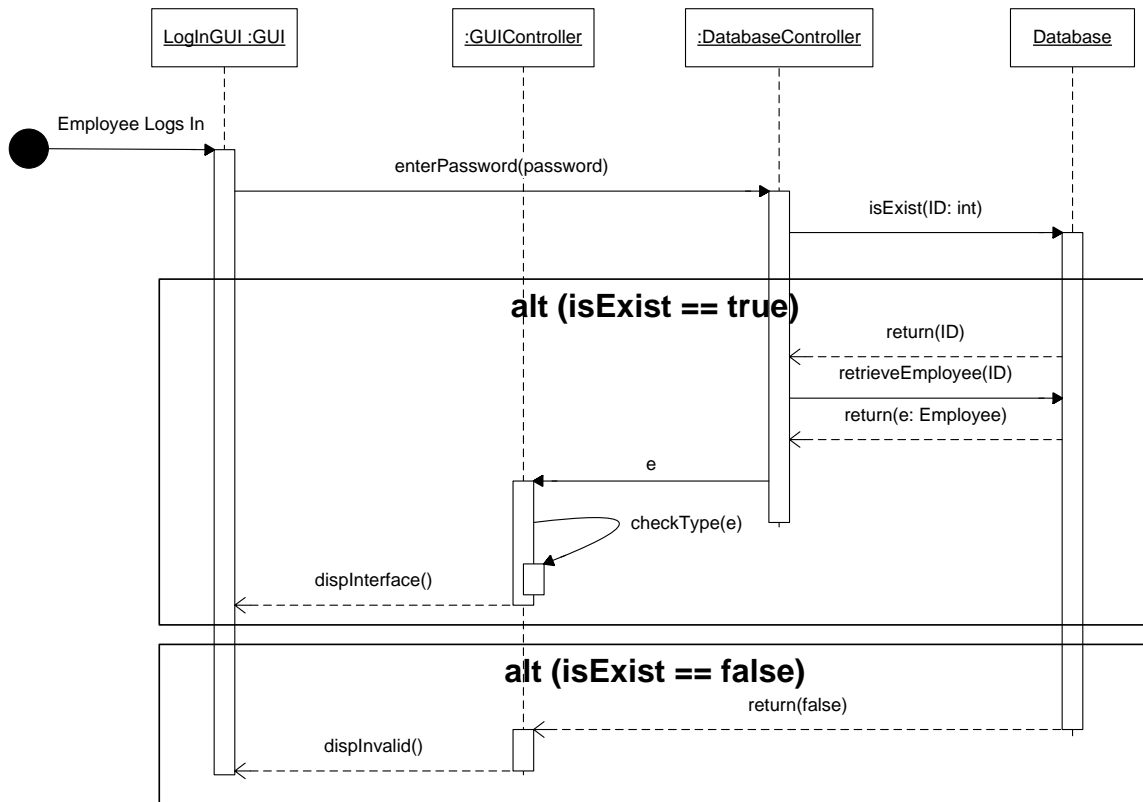 LogInGUI :GUI
:GUIController
:DatabaseController
Database
Employee Logs In
enterPassword(password)
isExist(ID: int)
alt (isExist == true)
return(ID)
retrieveEmployee(ID)
return(e: Employee)
e
checkType(e)
dispInterface()
alt (isExist == false)
return(false)
dispInvalid()